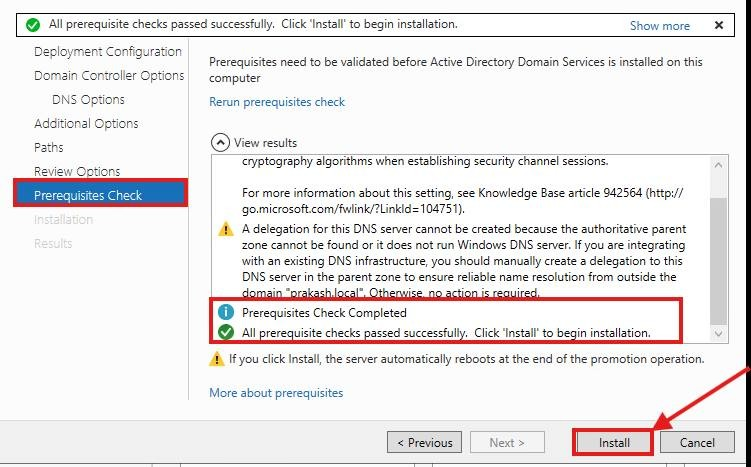 All prerequisite checks passed successfully.  Click 'Install' to begin installation.
Show more
Deployment Configuration
Domain Controller Options
DNS Options
Additional Options
Paths
Review Options
Prerequisites Check
Installation
Results
Prerequisites need to be validated before Active Directory Domain Services is installed on this
computer
Rerun prerequisites check
View results
cryptography algorithms when establishing security channel sessions.
For more information about this setting, see Knowledge Base article 942564 (http://
go.microsoft.com/fwlink/?LinkId=104751).
A delegation for this DNS server cannot be created because the authoritative parent
zone cannot be found or it does not run Windows DNS server. If you are integrating
with an existing DNS infrastructure, you should manually create a delegation to this
DNS server in the parent zone to ensure reliable name resolution from outside the
domain "prakash.local". Otherwise, no action is required.
Prerequisites Check Completed
All prerequisite checks passed successfully.  Click 'Install' to begin installation.
If you click Install, the server automatically reboots at the end of the promotion operation.
More about prerequisites
< Previous
Next >
Install
Cancel